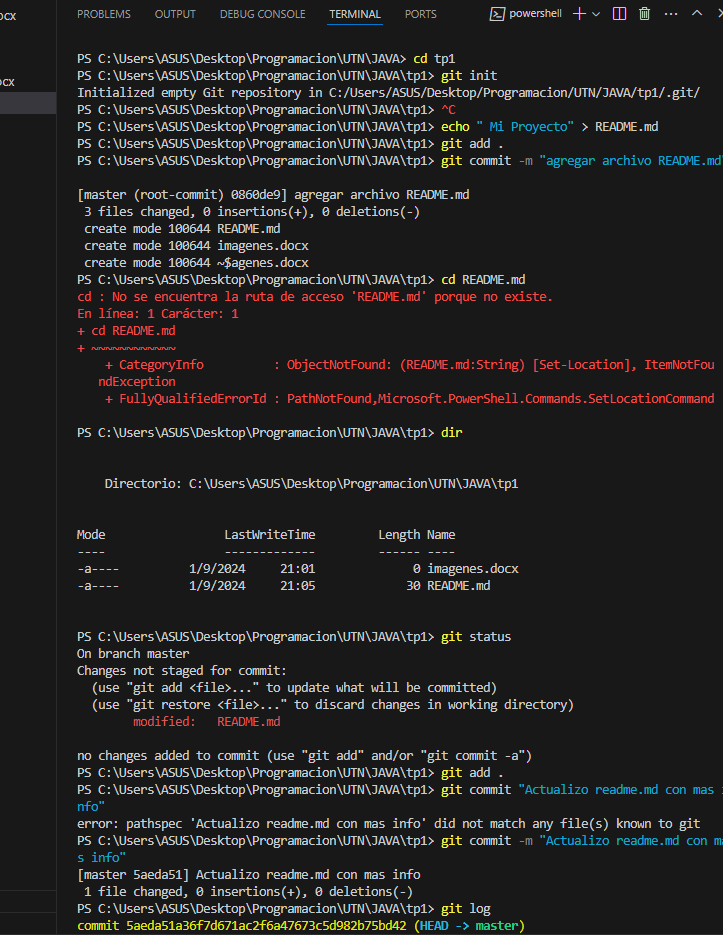 ocx
PROBLEMS OUTPUT DEBUG CONSOLE TERMINAL PORTS powershell
ocx
PS C:\Users\ASUS\Desktop\Programacion\UTN\JAVA> cd tp1
PS C:\Users\ASUS\Desktop\Programacion\UTN\JAVA\tp1> git init
Initialized empty Git repository in C:/Users/ASUS/Desktop/Programacion/UTN/JAVA/tp1/.git/
PS C:\Users\ASUS\Desktop\Programacion\UTN\JAVA\tp1> ^C
PS C:\Users\ASUS\Desktop\Programacion\UTN\JAVA\tp1> echo " Mi Proyecto" > README.md
PS C:\Users\ASUS\Desktop\Programacion\UTN\JAVA\tp1> git add .
PS C:\Users\ASUS\Desktop\Programacion\UTN\JAVA\tp1> git commit -m "agregar archivo README.md"
[master (root-commit) 0860de9] agregar archivo README.md
 3 files changed, 0 insertions(+), 0 deletions(-)
 create mode 100644 README.md
 create mode 100644 imagenes.docx
 create mode 100644 ~$agenes.docx
PS C:\Users\ASUS\Desktop\Programacion\UTN\JAVA\tp1> cd README.md
cd : No se encuentra la ruta de acceso 'README.md' porque no existe.
En línea: 1 Carácter: 1
+ cd README.md
+ ~~~~~~~~~~~~
    + CategoryInfo          : ObjectNotFound: (README.md:String) [Set-Location], ItemNotFou
   ndException
    + FullyQualifiedErrorId : PathNotFound,Microsoft.PowerShell.Commands.SetLocationCommand
PS C:\Users\ASUS\Desktop\Programacion\UTN\JAVA\tp1> dir
    Directorio: C:\Users\ASUS\Desktop\Programacion\UTN\JAVA\tp1
Mode                 LastWriteTime         Length Name
----                 -------------         ------ ----
-a----          1/9/2024     21:01              0 imagenes.docx
-a----          1/9/2024     21:05             30 README.md
PS C:\Users\ASUS\Desktop\Programacion\UTN\JAVA\tp1> git status
On branch master
Changes not staged for commit:
  (use "git add <file>..." to update what will be committed)
  (use "git restore <file>..." to discard changes in working directory)
        modified:   README.md
no changes added to commit (use "git add" and/or "git commit -a")
PS C:\Users\ASUS\Desktop\Programacion\UTN\JAVA\tp1> git add .
PS C:\Users\ASUS\Desktop\Programacion\UTN\JAVA\tp1> git commit "Actualizo readme.md con mas
nfo"
error: pathspec 'Actualizo readme.md con mas info' did not match any file(s) known to git
PS C:\Users\ASUS\Desktop\Programacion\UTN\JAVA\tp1> git commit -m "Actualizo readme.md con ma
s info"
[master 5aeda51] Actualizo readme.md con mas info
 1 file changed, 0 insertions(+), 0 deletions(-)
PS C:\Users\ASUS\Desktop\Programacion\UTN\JAVA\tp1> git log
commit 5aeda51a36f7d671ac2f6a47673c5d982b75bd42 (HEAD -> master)